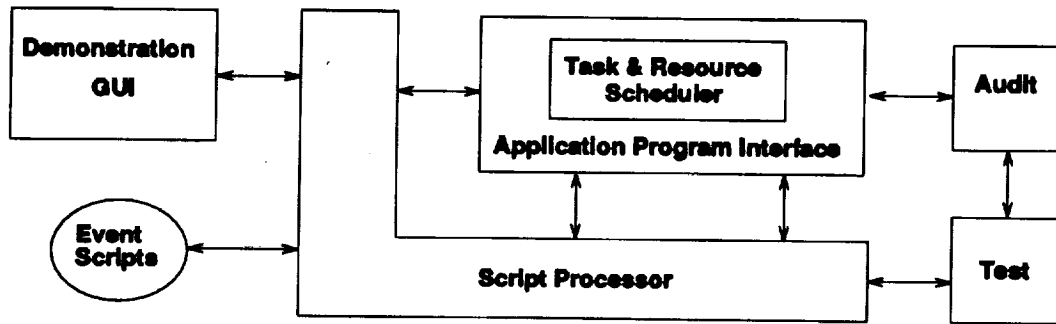 Demonstration
GUI
Task & Resource
Scheduler
Application Program Interface
Audit
Event
Scripts
Script Processor
Test